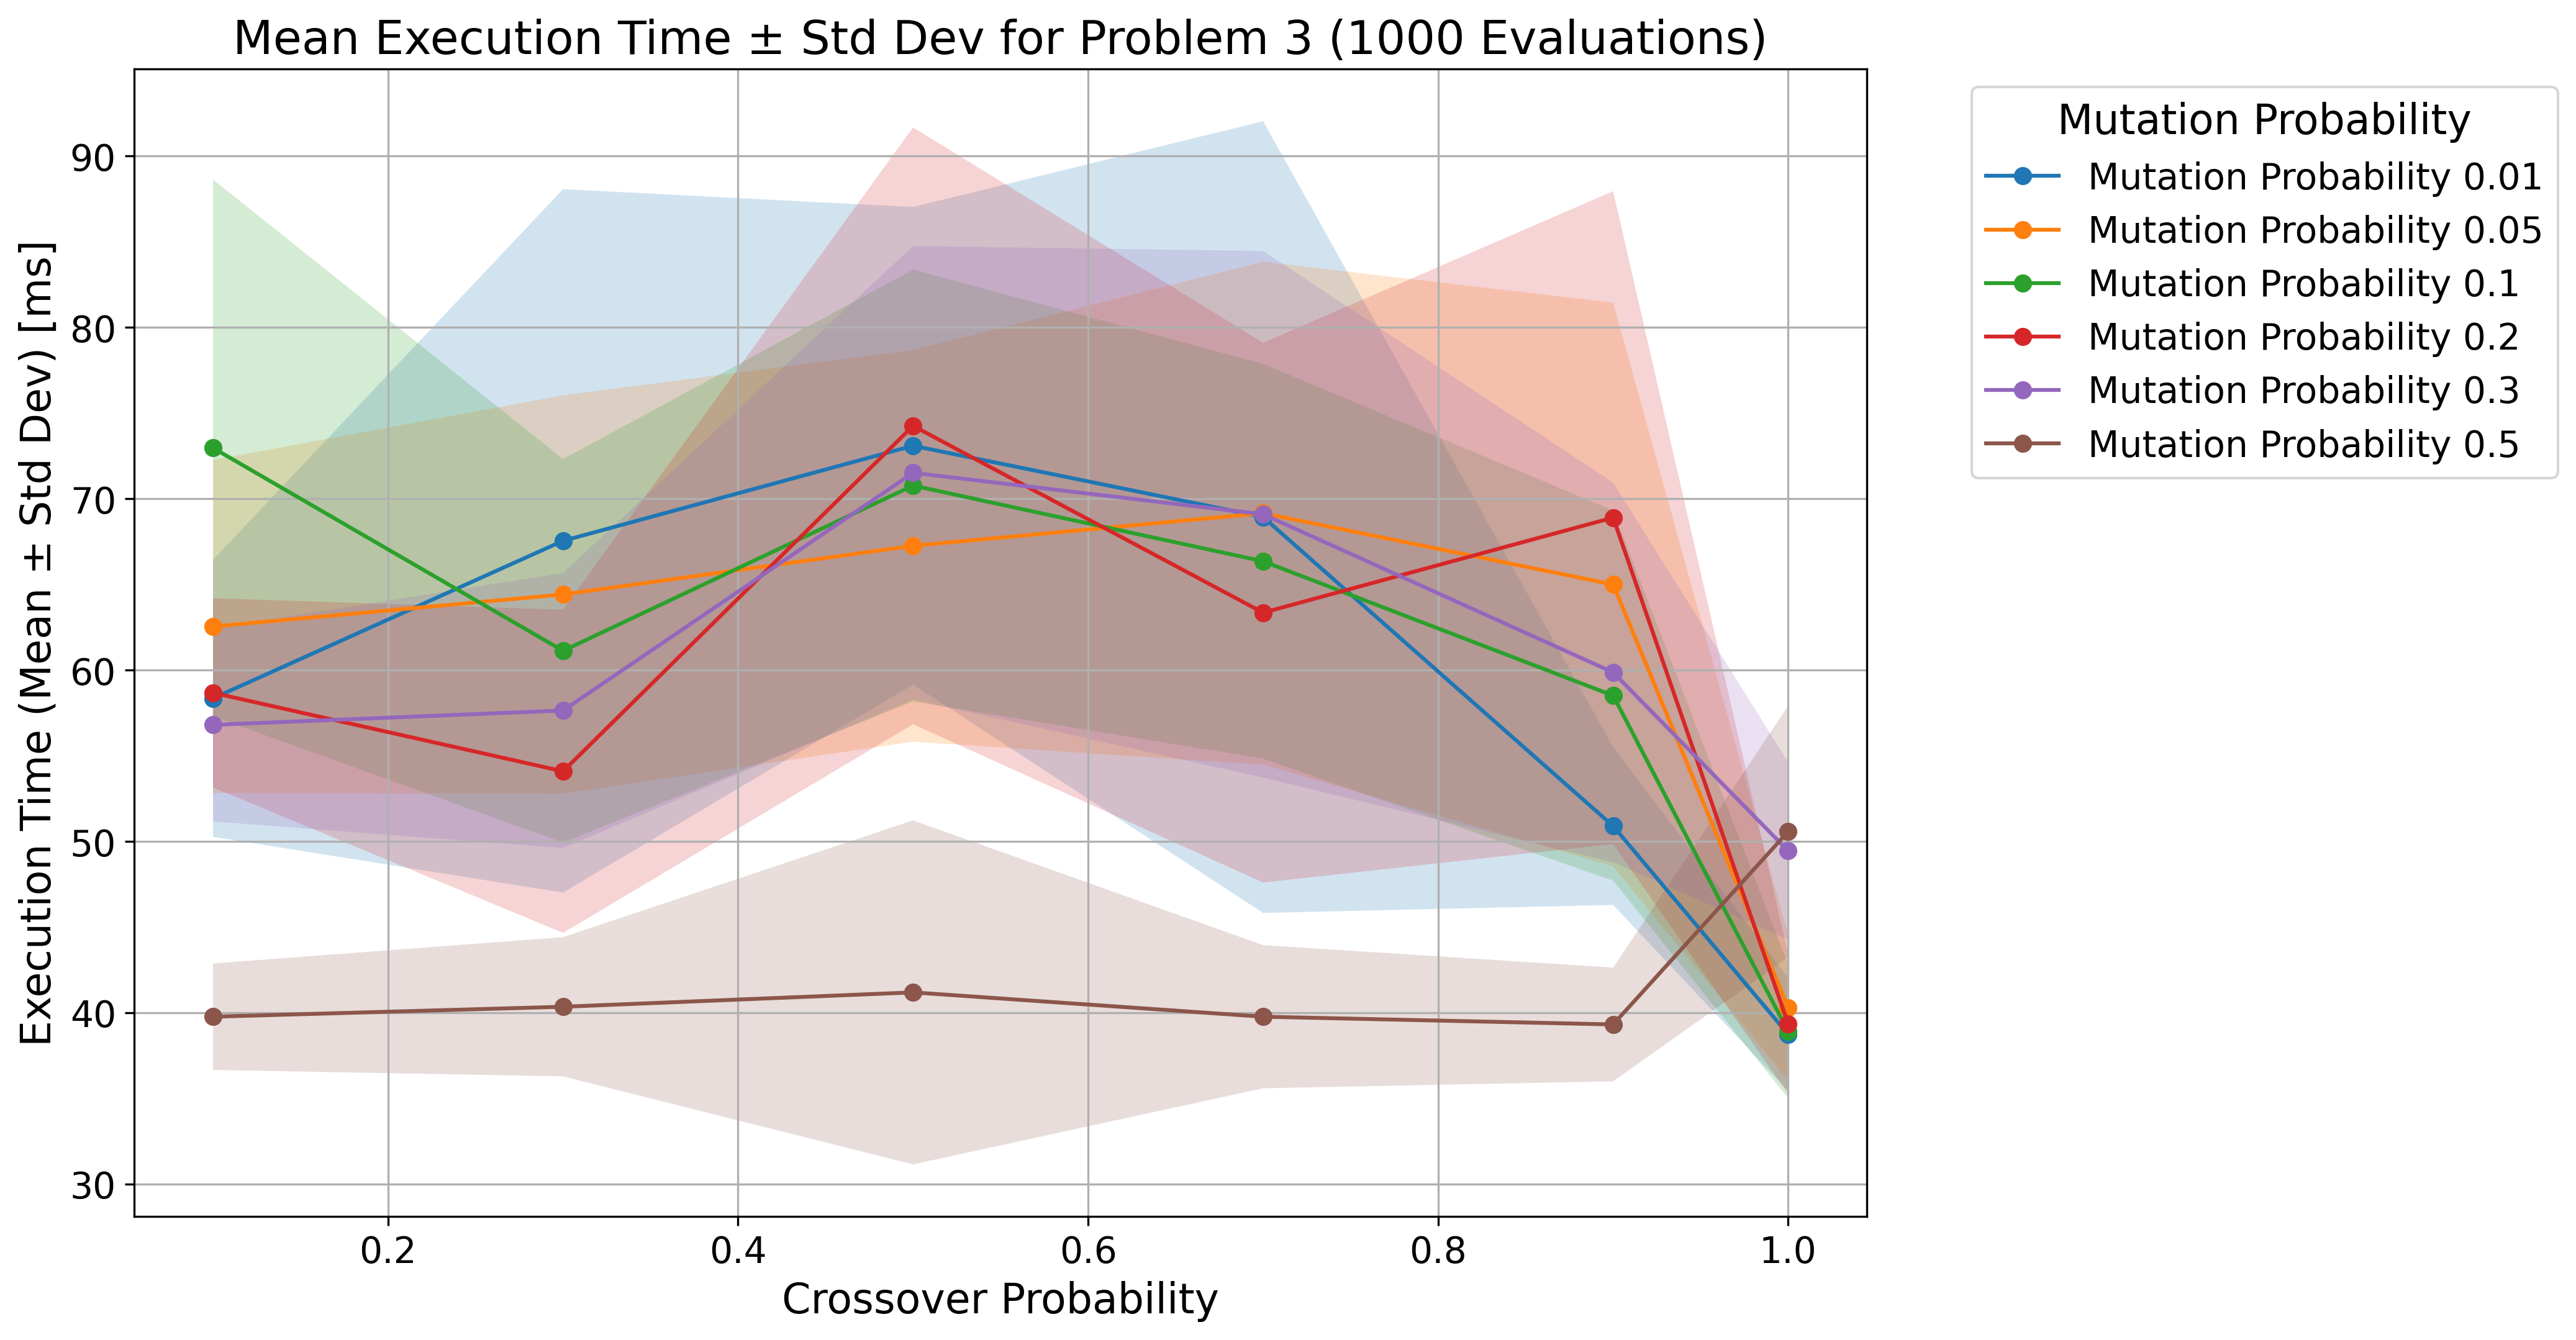 Mean Execution Time ± Std Dev for Problem 3 (1000 Evaluations)
Execution Time (Mean ± Std Dev) [ms]
90
80
70
60
50
40
30
0.2
0.4
0.6
0.8
1.0
Crossover Probability
Mutation Probability
Mutation Probability 0.01
Mutation Probability 0.05
Mutation Probability 0.1
Mutation Probability 0.2
Mutation Probability 0.3
Mutation Probability 0.5